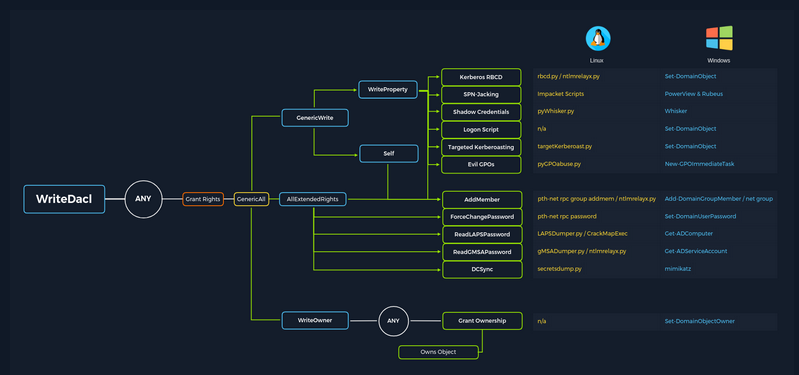 Linux Windows
Kerberos RBCD rbcd.py / ntlmrelayx.py Set-DomainObject
WriteProperty
SPN-Jacking Impacket Scripts PowerView & Rubeus
Shadow Credentials pyWhisker.py Whisker
GenericWrite
Logon Script n/a Set-DomainObject
Targeted Kerberoasting targetKerberoast.py Set-DomainObject
Self
Evil GPOs pyGPOabuse.py New-GPOImmediateTask
WriteDacl ANY Grant Rights GenericAll AllExtendedRights AddMember pth-net rpc group addmem / ntlmrelayx.py Add-DomainGroupMember / net group
ForceChangePassword pth-net rpc password Set-DomainUserPassword
ReadLAPSPassword LAPSDumper.py / CrackMapExec Get-ADComputer
ReadGMSAPassword gMSADumper.py / ntlmrelayx.py Get-ADServiceAccount
DCSync secretsdump.py mimikatz
WriteOwner ANY Grant Ownership n/a Set-DomainObjectOwner
Owns Object